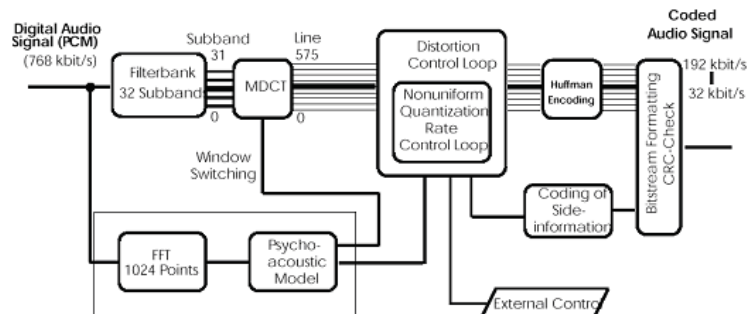 Digital Audio
Signal (PCM)
(768 kbit/s)
Filterbank
32 Subband
Subband
31
0
MDCT
Line
575
0
Window
Switching
Distortion
Control Loop
Nonuniform
Quantization
Rate
Control Loop
Huffman
Encoding
Coded
Audio Signal
192 kbit/s
32 kbit/s
Bitstream Formatting
CRC-Check
Coding of
Side-
information
FFT
1024 Points
Psycho-
acoustic
Model
External Control